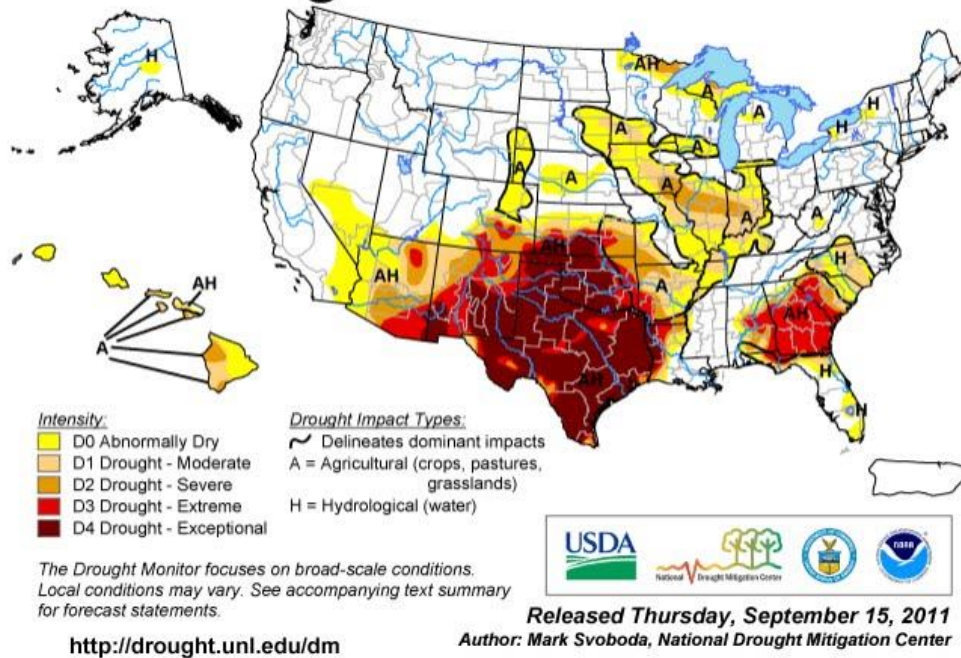 H
AH
A
A
H
A
H
A
A
A
A
A
A
A
AH
H
AH
A
AH
AH
H
H
AH
A
Intensity:
D0 Abnormally Dry
D1 Drought - Moderate
D2 Drought - Severe
D3 Drought - Extreme
D4 Drought - Exceptional
Drought Impact Types:
Delineates dominant impacts
A = Agricultural (crops, pastures,
grasslands)
H = Hydrological (water)
The Drought Monitor focuses on broad-scale conditions.
Local conditions may vary. See accompanying text summary
for forecast statements.
http://drought.unl.edu/dm
USDA
National Drought Mitigation Center
NOAA
Released Thursday, September 15, 2011
Author: Mark Svoboda, National Drought Mitigation Center